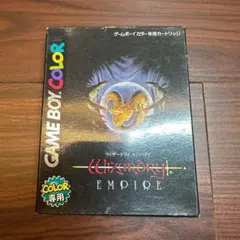 ゲームボーイカラー専用カートリッジ
GAME BOY COLOR
ウィザードリィ エンパイア
Wizardry
EMPIRE
COLOR
専用